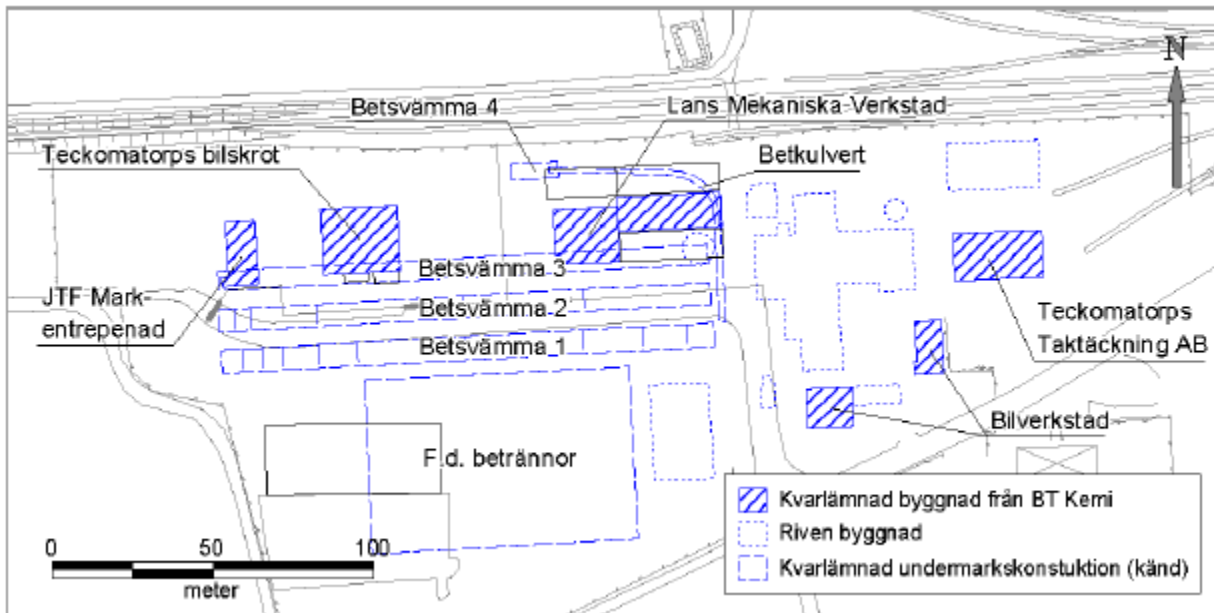 N
Betsvämma 4
Lans Mekaniska Verkstad
Teckomatorps bilskrot
Betkulvert
Betsvämma 3
JTF Mark-
entrepenad
Betsvämma 2
Betsvämma 1
Teckomatorps
Taktäckning AB
Bilverkstad
F.d. betrännor
0 50 100
meter
Kvarlämnad byggnad från BT Kemi
Riven byggnad
Kvarlämnad undermarkskonstuktion (känd)